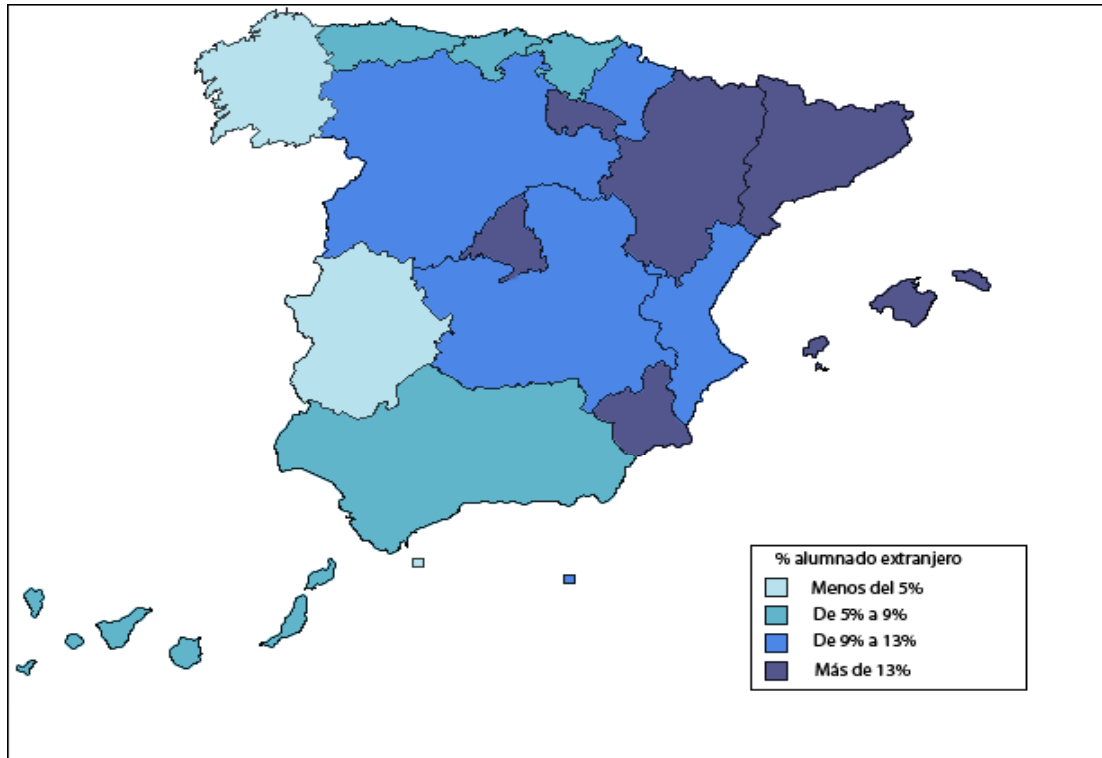 % alumnado extranjero
Menos del 5%
De 5% a 9%
De 9% a 13%
Más de 13%